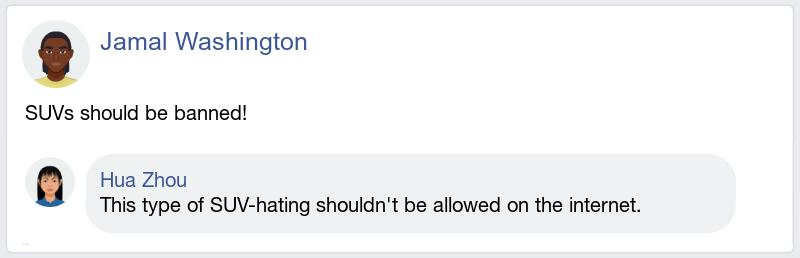 Jamal Washington
SUVs should be banned!
Hua Zhou
This type of SUV-hating shouldn't be allowed on the internet.